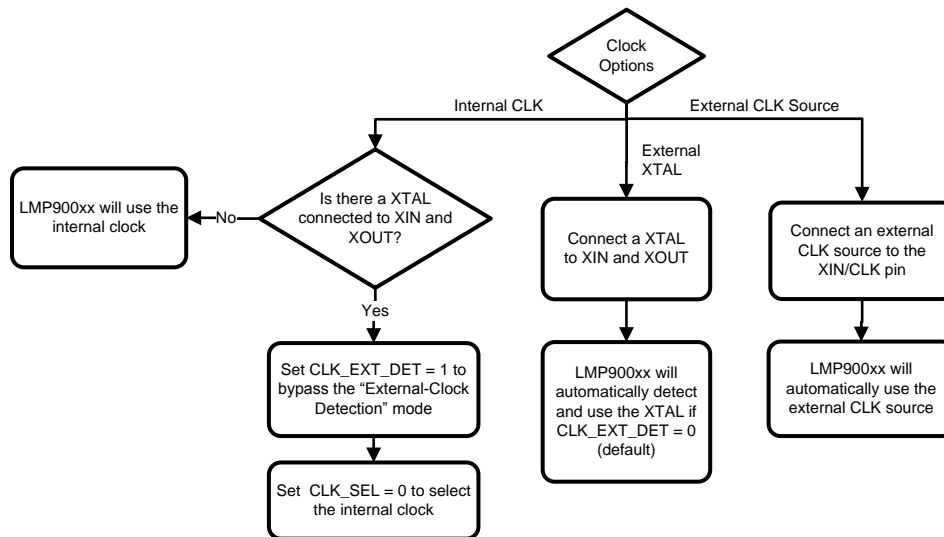 Clock
Options
Internal CLK
External CLK Source
External
XTAL
LMP900xx will use the
internal clock
No
Is there a XTAL
connected to XIN and
XOUT?
Connect a XTAL
to XIN and XOUT
Connect an external
CLK source to the
XIN/CLK pin
Yes
Set CLK_EXT_DET = 1 to
bypass the “External-Clock
Detection” mode
LMP900xx will
automatically detect
and use the XTAL if
CLK_EXT_DET = 0
(default)
LMP900xx will
automatically use the
external CLK source
Set CLK_SEL = 0 to select
the internal clock